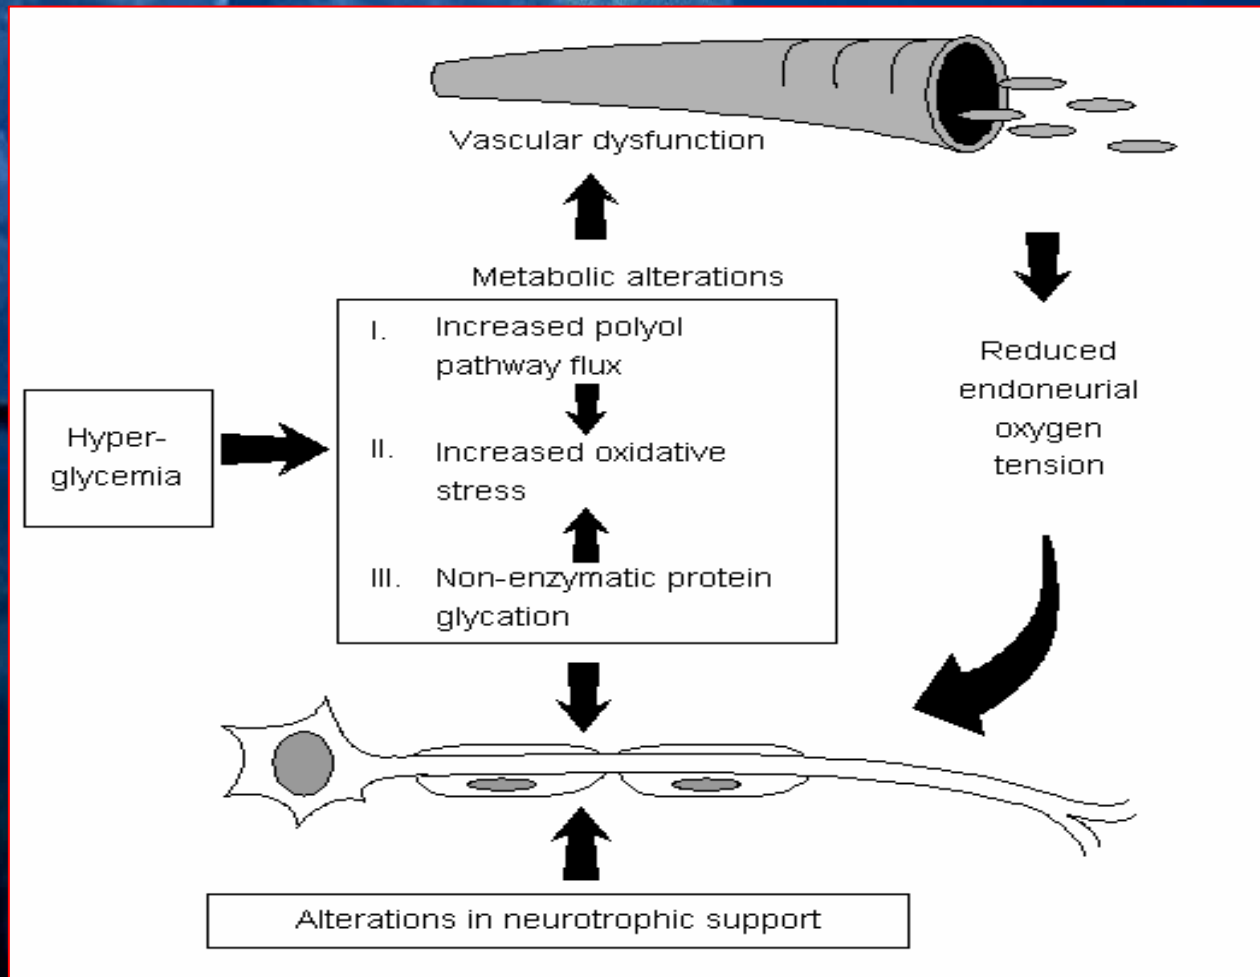 Vascular dysfunction
Metabolic alterations
I. Increased polyol
pathway flux
II. Increased oxidative
stress
III. Non-enzymatic protein
glycation
Hyper-
glycemia
Reduced
endoneurial
oxygen
tension
Alterations in neurotrophic support